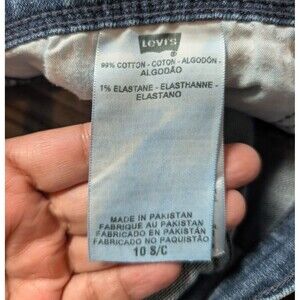 Levi's
®
99% COTTON - COTON - ALGODÓN -
ALGODÃO
1% ELASTANE - ELASTHANNE -
ELASTANO
MADE IN PAKISTAN
FABRIQUE AU PAKISTAN
FABRICADO EN PAKISTÁN
FABRICADO NO PAQUISTÃO
10 S/C